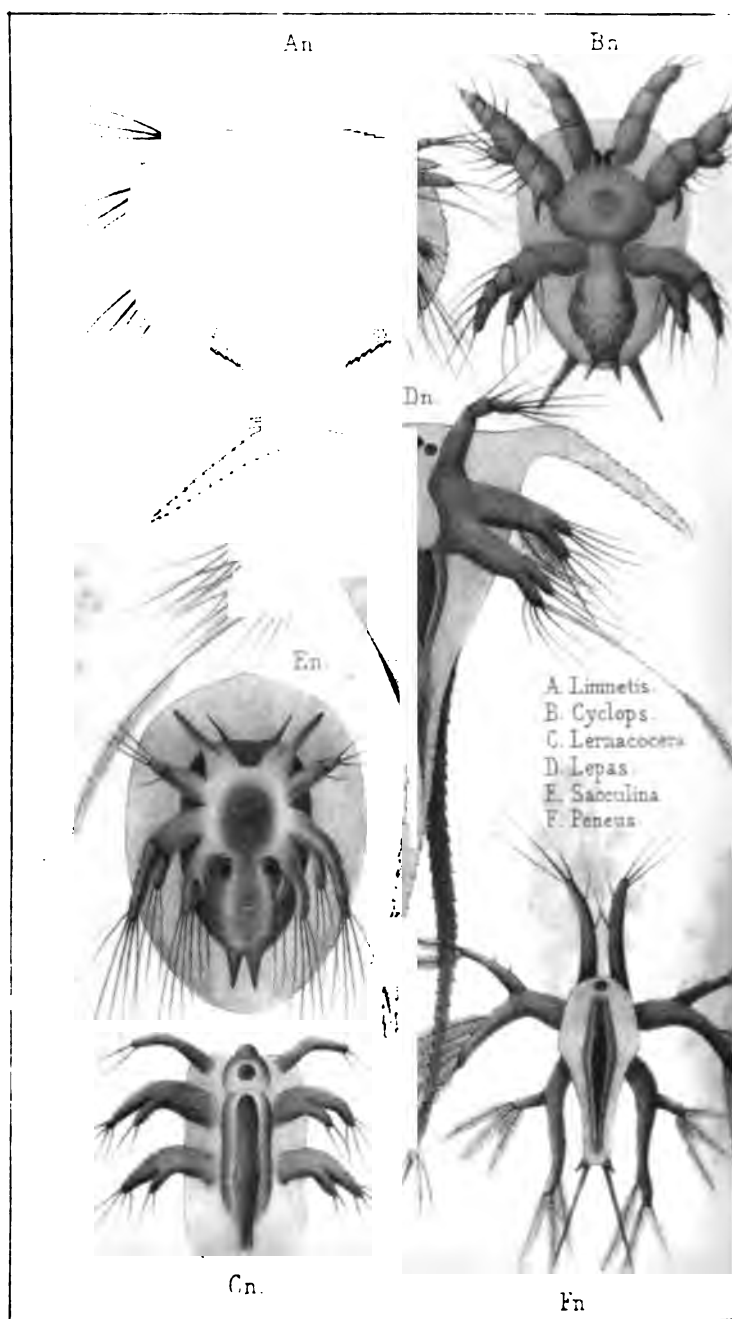 An
Bn
Dn.
En.
A. Limnetis.
B. Cyclops.
C. Lernaeocera
D. Lepas.
E. Sacculina
F. Peneus.
Cn.
Fn